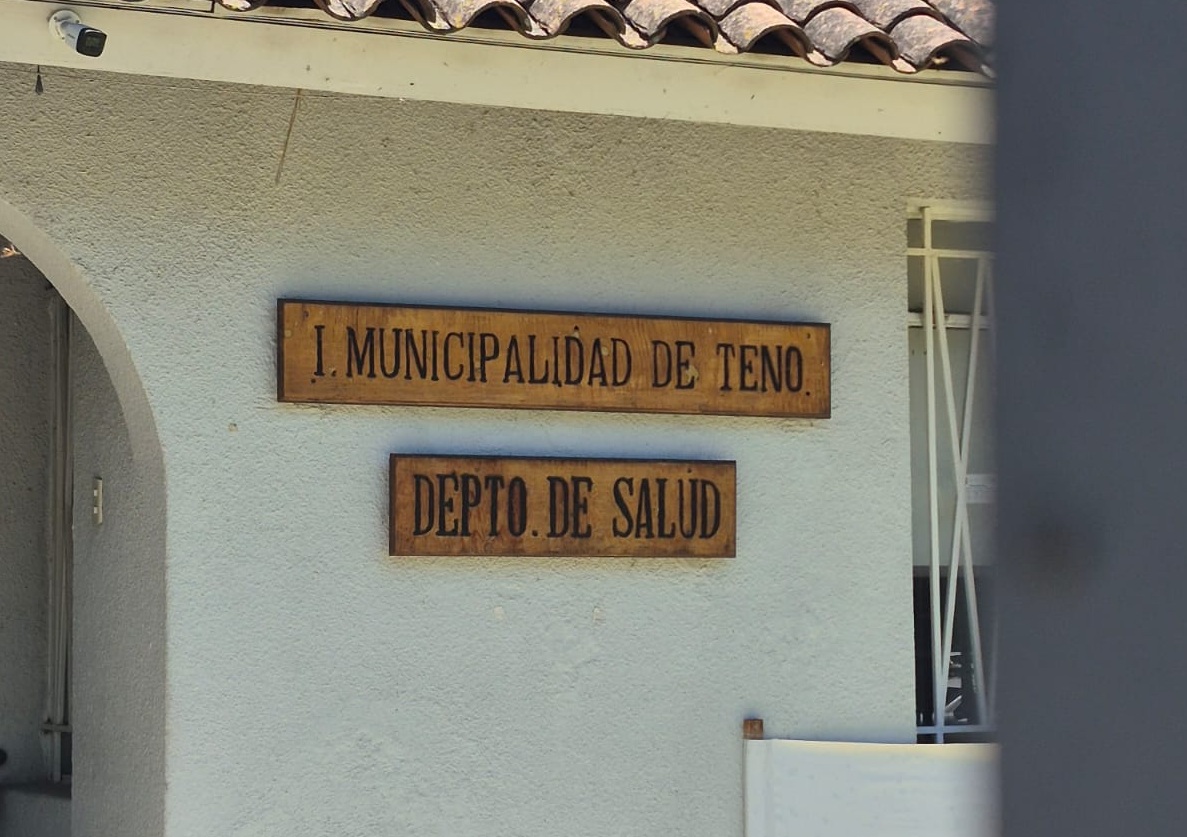 I. MUNICIPALIDAD DE TENO.
DEPTO. DE SALUD